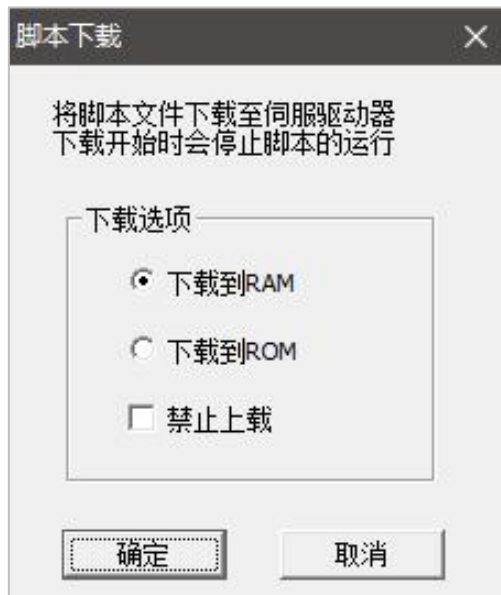 脚本下载
将脚本文件下载至伺服驱动器
下载开始时会停止脚本的运行
下载选项
下载到RAM
下载到ROM
禁止上载
确定
取消